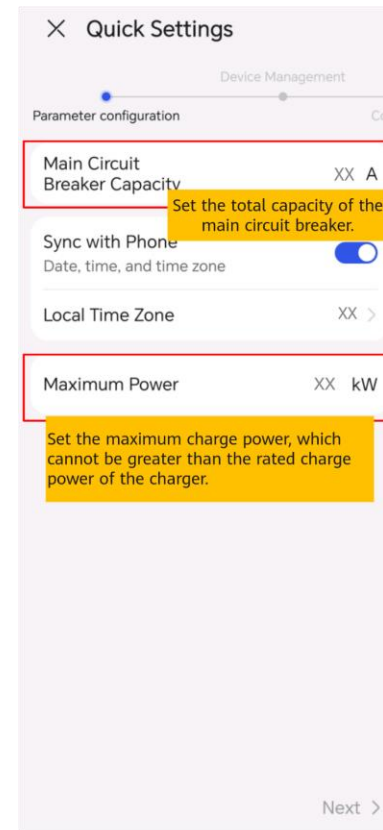 Quick Settings
Device Management
Parameter configuration
Main Circuit
Breaker Capacity
XX A
Set the total capacity of the
main circuit breaker.
Sync with Phone
Date, time, and time zone
Local Time Zone
XX >
Maximum Power
XX kW
Set the maximum charge power, which
cannot be greater than the rated charge
power of the charger.
Next >